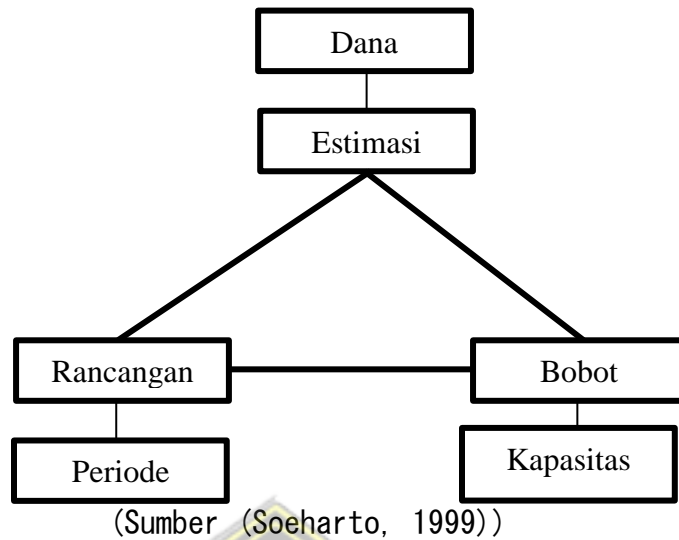 Dana
Estimasi
Rancangan
Bobot
Periode
Kapasitas
(Sumber (Soeharto, 1999))